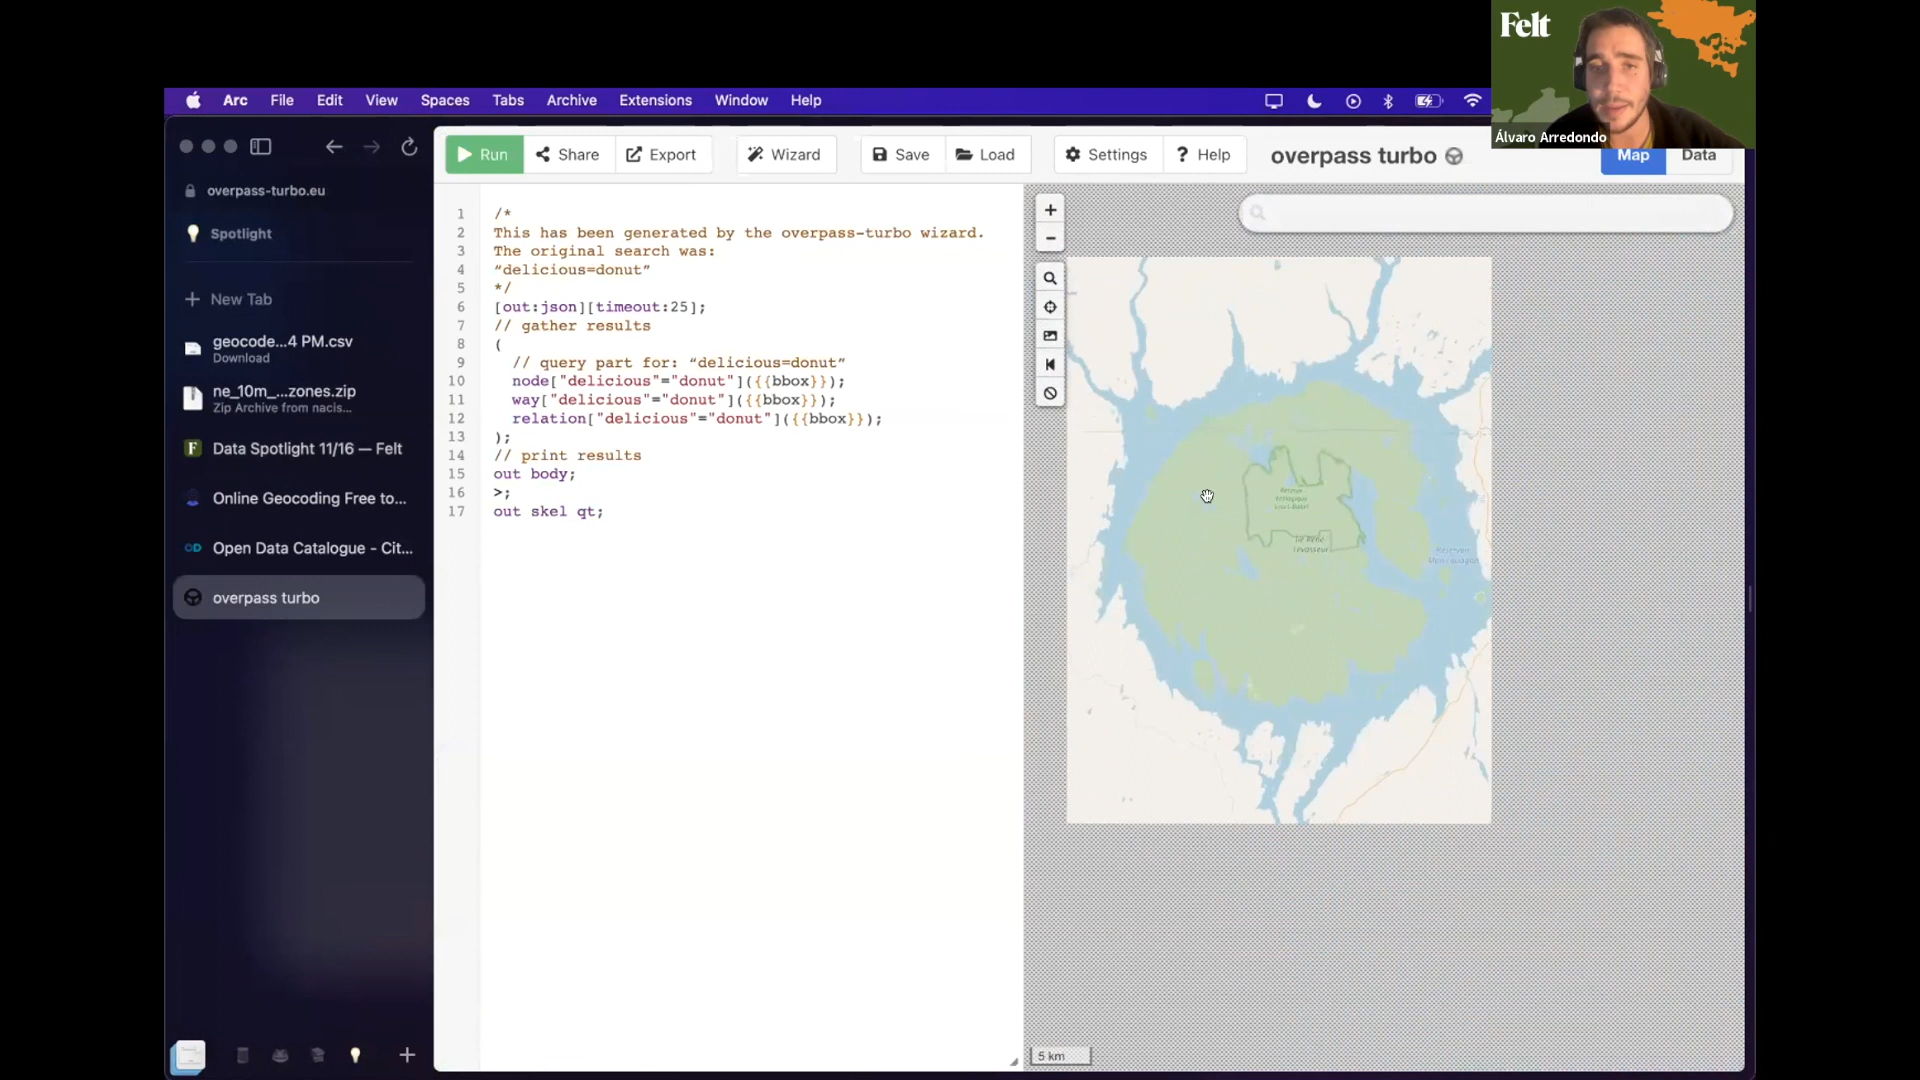 Felt
Álvaro Arredondo
Arc File Edit View Spaces Tabs Archive Extensions Window Help
overpass-turbo.eu
Spotlight
New Tab
geocode...4 PM.csv
Download
ne_10m_...zones.zip
Zip Archive from nacis...
Data Spotlight 11/16 — Felt
Online Geocoding Free to...
Open Data Catalogue - Cit...
overpass turbo
Run Share Export Wizard Save Load Settings ? Help overpass turbo Map Data
1 /*
2 This has been generated by the overpass-turbo wizard.
3 The original search was:
4 “delicious=donut”
5 */
6 [out:json][timeout:25];
7 // gather results
8 (
9 // query part for: “delicious=donut”
10 node["delicious"="donut"]({{bbox}});
11 way["delicious"="donut"]({{bbox}});
12 relation["delicious"="donut"]({{bbox}});
13 );
14 // print results
15 out body;
16 >;
17 out skel qt;
+
−
5 km